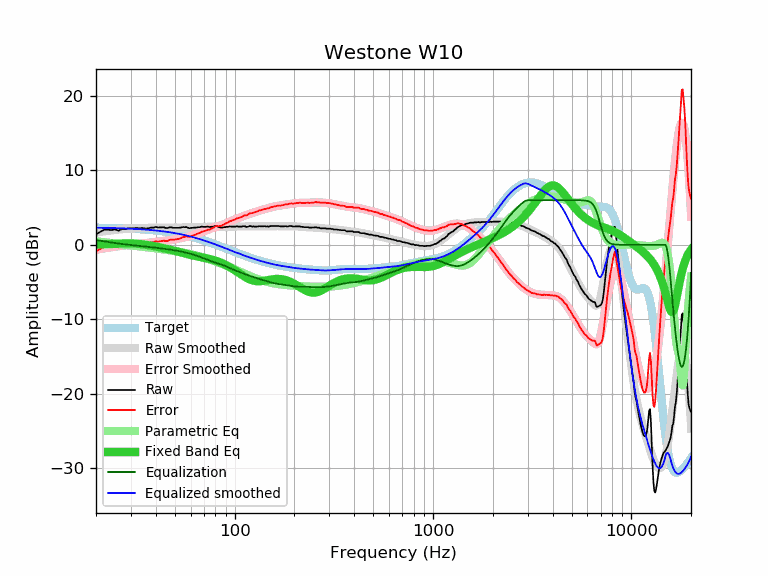 Westone W10
Amplitude (dBr)
20
10
0
−10
−20
−30
Target
Raw Smoothed
Error Smoothed
Raw
Error
Parametric Eq
Fixed Band Eq
Equalization
Equalized smoothed
100
1000
10000
Frequency (Hz)